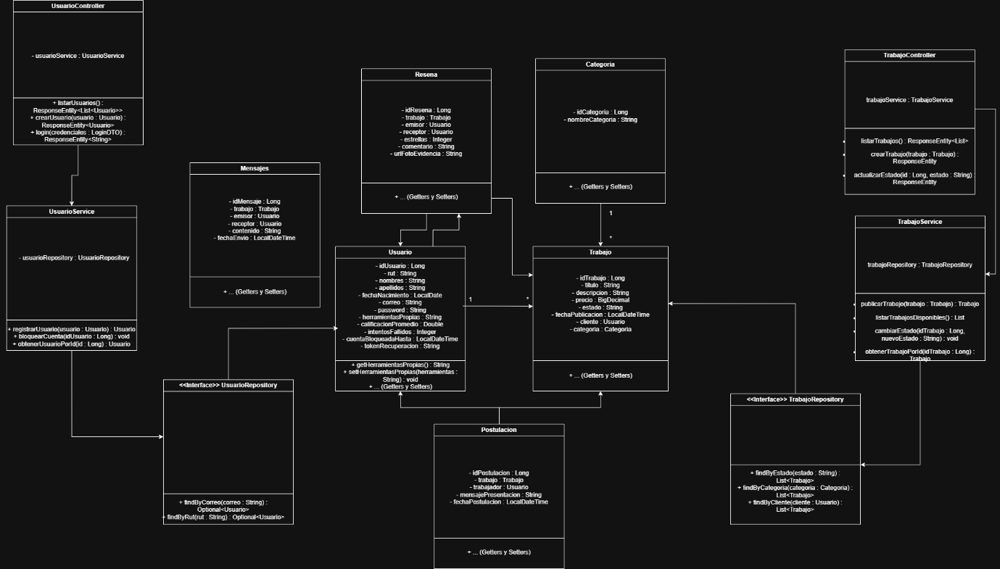 UsuarioController
- usuarioService : UsuarioService
+ listarUsuarios() :
ResponseEntity<List<Usuario>>
+ crearUsuario(usuario : Usuario) :
ResponseEntity<Usuario>
+ login(credenciales : LoginDTO) :
ResponseEntity<String>
UsuarioService
- usuarioRepository : UsuarioRepository
+ registrarUsuario(usuario : Usuario) : Usuario
+ bloquearCuenta(idUsuario : Long) : void
+ obtenerUsuarioPorId(id : Long) : Usuario
<<Interface>> UsuarioRepository
+ findByCorreo(correo : String) :
Optional<Usuario>
+ findByRut(rut : String) : Optional<Usuario>
Mensajes
- idMensaje : Long
- trabajo : Trabajo
- emisor : Usuario
- receptor : Usuario
- contenido : String
- fechaEnvio : LocalDateTime
+ ... (Getters y Setters)
Resena
- idResena : Long
- trabajo : Trabajo
- emisor : Usuario
- receptor : Usuario
- estrellas : Integer
- comentario : String
- urlFotoEvidencia : String
+ ... (Getters y Setters)
Usuario
- idUsuario : Long
- rut : String
- nombres : String
- apellidos : String
- fechaNacimiento : LocalDate
- correo : String
- password : String
- herramientasPropias : String
- calificacionPromedio : Double
- intentosFallidos : Integer
- cuentaBloqueadaHasta : LocalDateTime
- tokenRecuperacion : String
+ getHerramientasPropias() : String
+ setHerramientasPropias(herramientas :
String) : void
+ ... (Getters y Setters)
1
*
Categoria
- idCategoria : Long
- nombreCategoria : String
+ ... (Getters y Setters)
1
*
Trabajo
- idTrabajo : Long
- titulo : String
- descripcion : String
- precio : BigDecimal
- estado : String
- fechaPublicacion : LocalDateTime
- cliente : Usuario
- categoria : Categoria
+ ... (Getters y Setters)
Postulacion
- idPostulacion : Long
- trabajo : Trabajo
- trabajador : Usuario
- mensajePresentacion : String
- fechaPostulacion : LocalDateTime
+ ... (Getters y Setters)
TrabajoController
trabajoService : TrabajoService
listarTrabajos() : ResponseEntity<List>
crearTrabajo(trabajo : Trabajo) :
ResponseEntity
actualizarEstado(id : Long, estado : String) :
ResponseEntity
TrabajoService
trabajoRepository : TrabajoRepository
publicarTrabajo(trabajo : Trabajo) : Trabajo
listarTrabajosDisponibles() : List
cambiarEstado(idTrabajo : Long,
nuevoEstado : String) : void
obtenerTrabajoPorId(idTrabajo : Long) :
Trabajo
<<Interface>> TrabajoRepository
+ findByEstado(estado : String) :
List<Trabajo>
+ findByCategoria(categoria : Categoria) :
List<Trabajo>
+ findByCliente(cliente : Usuario) :
List<Trabajo>